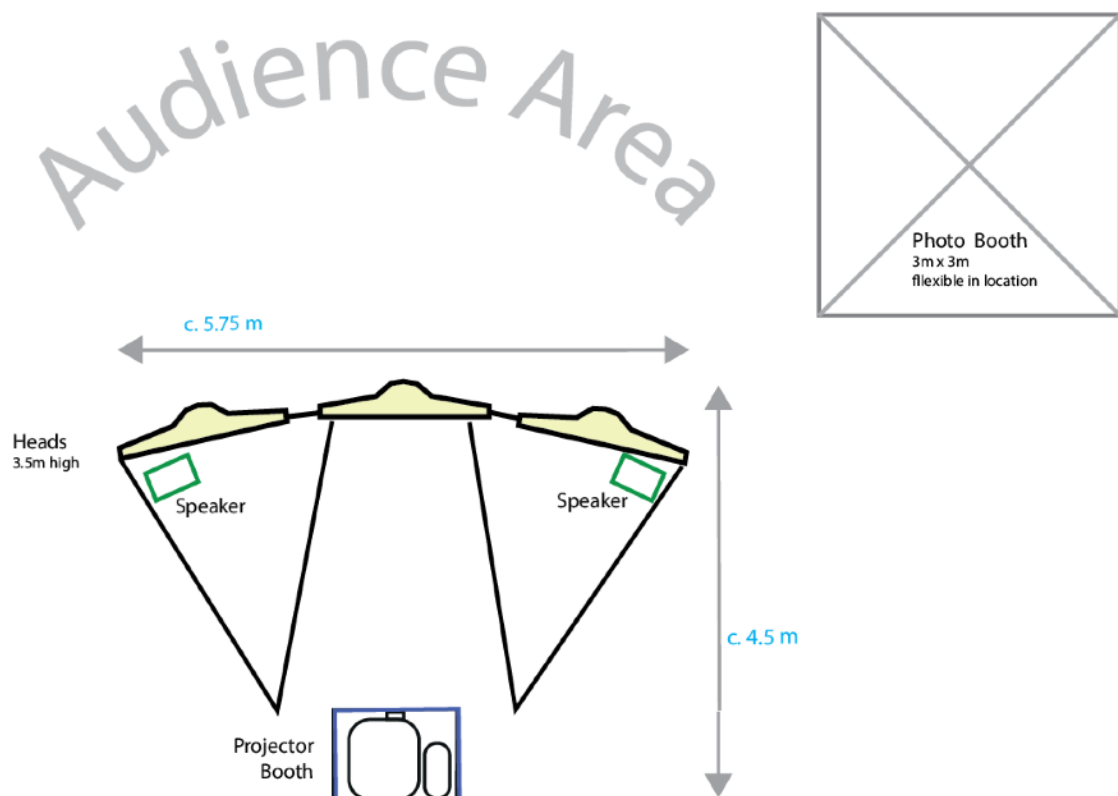 Audience Area
Photo Booth
3m x 3m
fllexible in location
c. 5.75 m
Heads
3.5m high
Speaker
Speaker
c. 4.5 m
Projector
Booth